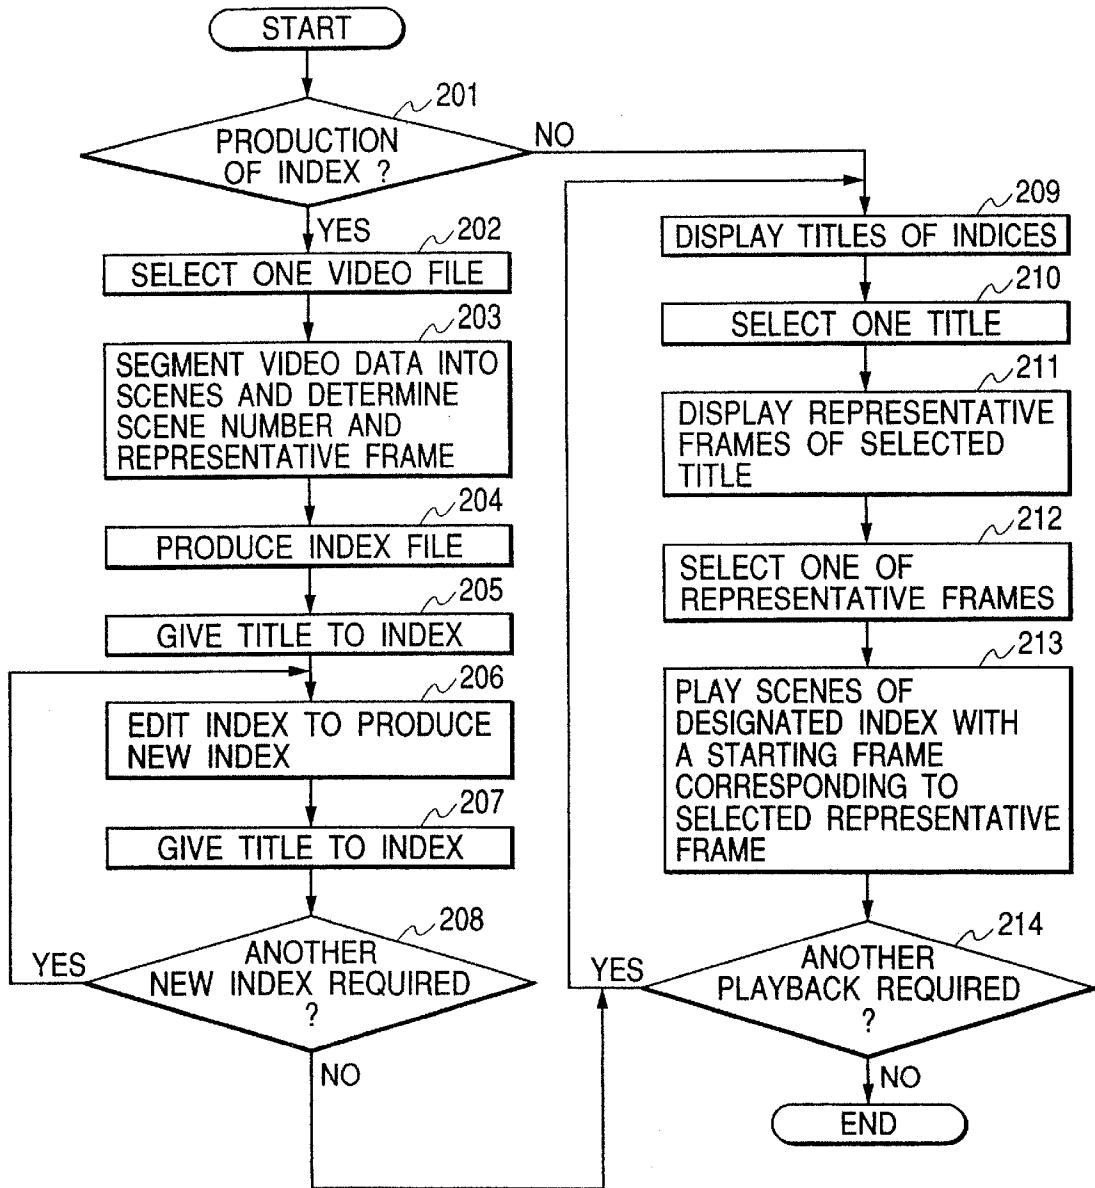 START
201
PRODUCTION
OF INDEX ?
NO
YES
202
SELECT ONE VIDEO FILE
203
SEGMENT VIDEO DATA INTO
SCENES AND DETERMINE
SCENE NUMBER AND
REPRESENTATIVE FRAME
204
PRODUCE INDEX FILE
205
GIVE TITLE TO INDEX
206
EDIT INDEX TO PRODUCE
NEW INDEX
207
GIVE TITLE TO INDEX
208
ANOTHER
NEW INDEX REQUIRED
?
YES
NO
209
DISPLAY TITLES OF INDICES
210
SELECT ONE TITLE
211
DISPLAY REPRESENTATIVE
FRAMES OF SELECTED
TITLE
212
SELECT ONE OF
REPRESENTATIVE FRAMES
213
PLAY SCENES OF
DESIGNATED INDEX WITH
A STARTING FRAME
CORRESPONDING TO
SELECTED REPRESENTATIVE
FRAME
214
ANOTHER
PLAYBACK REQUIRED
?
YES
NO
END